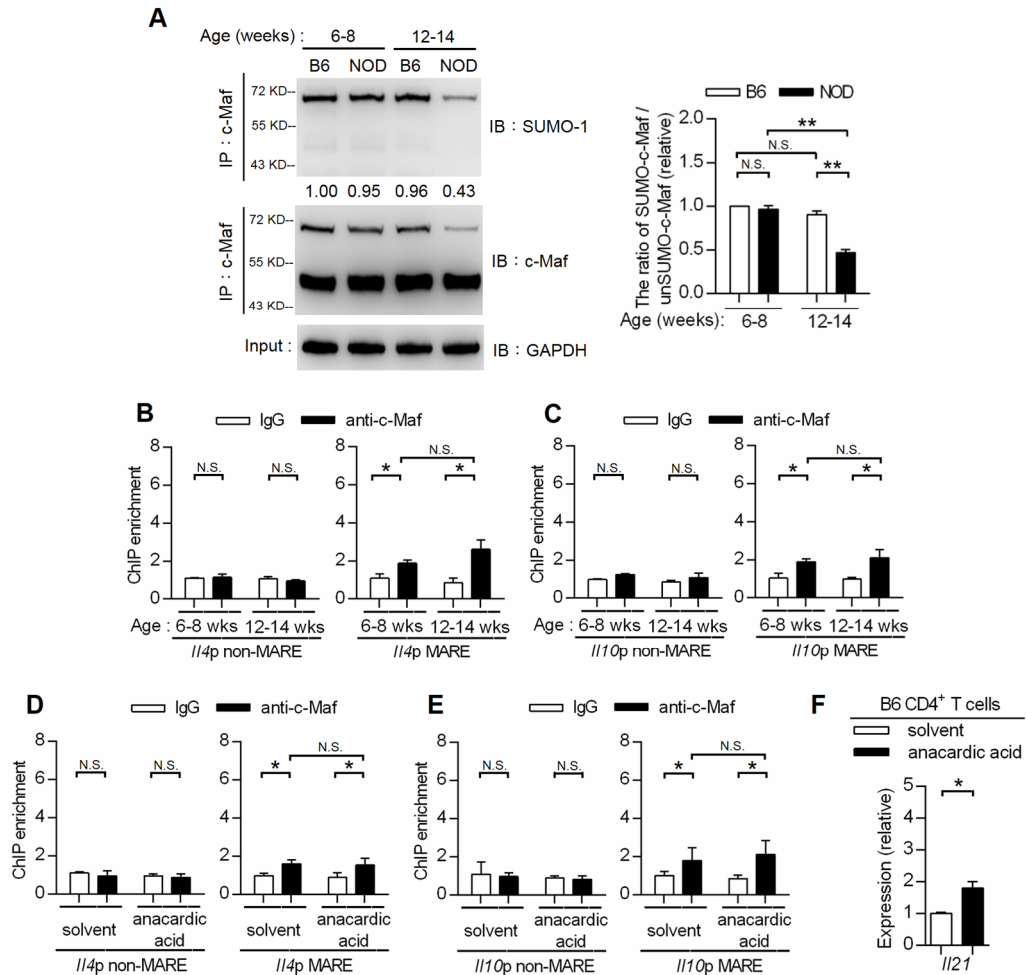 A
Age (weeks) : 6-8 12-14
B6 NOD B6 NOD
IP : c-Maf
72 KD--
55 KD--
43 KD--
IB : SUMO-1
1.00 0.95 0.96 0.43
IP : c-Maf
72 KD--
55 KD--
43 KD--
IB : c-Maf
Input :
IB : GAPDH
B6 NOD
The ratio of SUMO-c-Maf /
unSUMO-c-Maf (relative)
2.0
1.5
1.0
0.5
0.0
**
N.S.
N.S.
**
Age (weeks): 6-8 12-14
B
IgG anti-c-Maf
ChIP enrichment
8
6
4
2
0
N.S.
N.S.
8
6
4
2
0
N.S.
*
*
Age : 6-8 wks 12-14 wks 6-8 wks 12-14 wks
Il4p non-MARE Il4p MARE
C
IgG anti-c-Maf
ChIP enrichment
8
6
4
2
0
N.S.
N.S.
8
6
4
2
0
N.S.
*
*
Age : 6-8 wks 12-14 wks 6-8 wks 12-14 wks
Il10p non-MARE Il10p MARE
D
IgG anti-c-Maf
ChIP enrichment
8
6
4
2
0
N.S.
N.S.
8
6
4
2
0
N.S.
*
*
solvent anacardic
acid
solvent anacardic
acid
Il4p non-MARE Il4p MARE
E
IgG anti-c-Maf
ChIP enrichment
8
6
4
2
0
N.S.
N.S.
8
6
4
2
0
N.S.
*
*
solvent anacardic
acid
solvent anacardic
acid
Il10p non-MARE Il10p MARE
F
B6 CD4+ T cells
solvent
anacardic acid
Expression (relative)
5
4
3
2
1
0
*
Il21